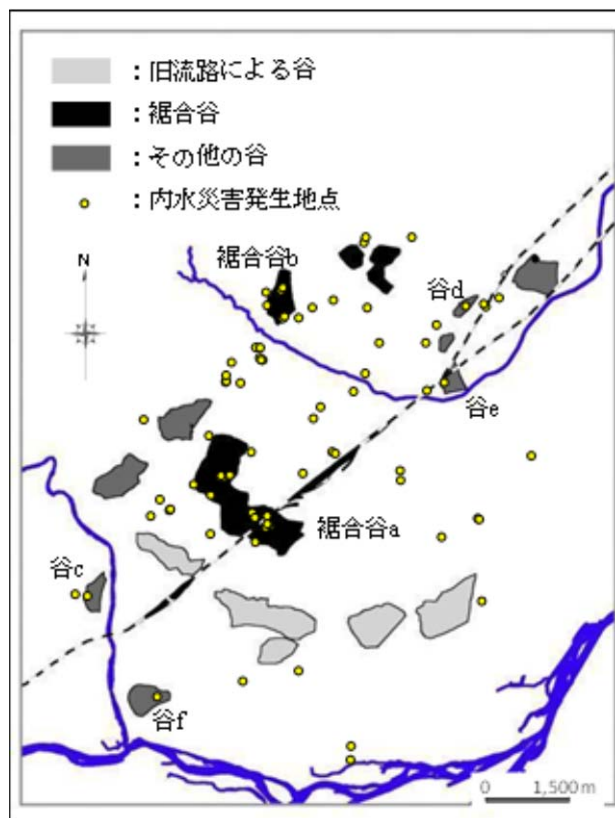 ：旧流路による谷
：裾合谷
：その他の谷
：内水災害発生地点
N
裾合谷b
谷d
谷e
裾合谷a
谷c
谷f
0 1,500m